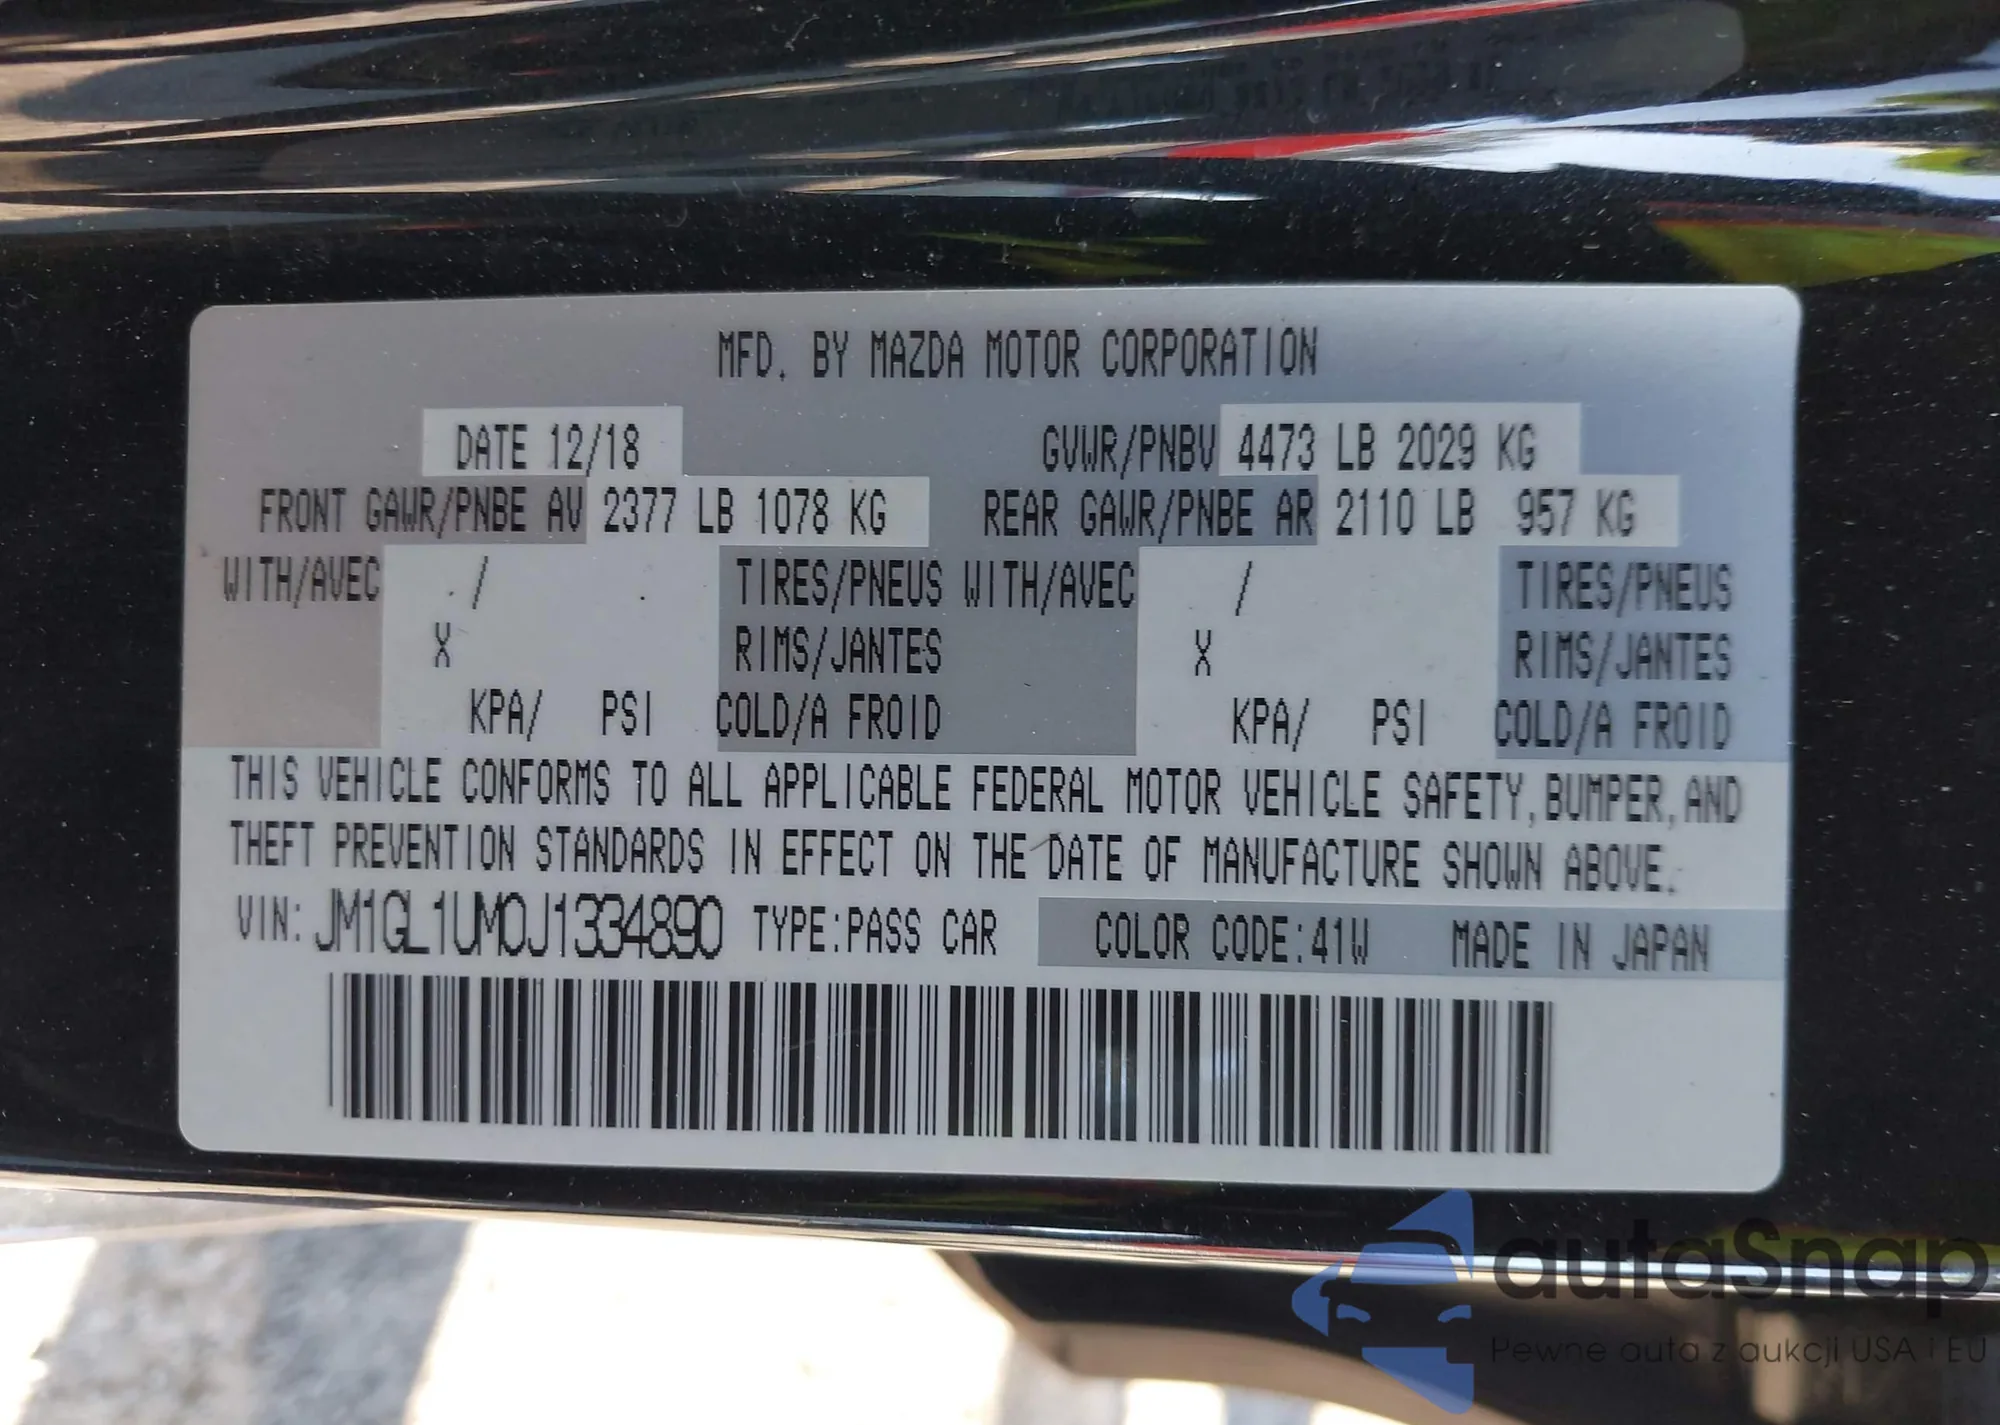 MFD. BY MAZDA MOTOR CORPORATION
DATE 12/18 GVWR/PNBV 4473 LB 2029 KG
FRONT GAWR/PNBE AV 2377 LB 1078 KG REAR GAWR/PNBE AR 2110 LB 957 KG
WITH/AVEC / TIRES/PNEUS WITH/AVEC / TIRES/PNEUS
X RIMS/JANTES X RIMS/JANTES
KPA/ PSI COLD/A FROID KPA/ PSI COLD/A FROID
THIS VEHICLE CONFORMS TO ALL APPLICABLE FEDERAL MOTOR VEHICLE SAFETY, BUMPER, AND
THEFT PREVENTION STANDARDS IN EFFECT ON THE DATE OF MANUFACTURE SHOWN ABOVE.
VIN: JM1GL1UM0J1334890 TYPE:PASS CAR COLOR CODE:41W MADE IN JAPAN
autaSnap
Pewne auta z aukcji USA i EU